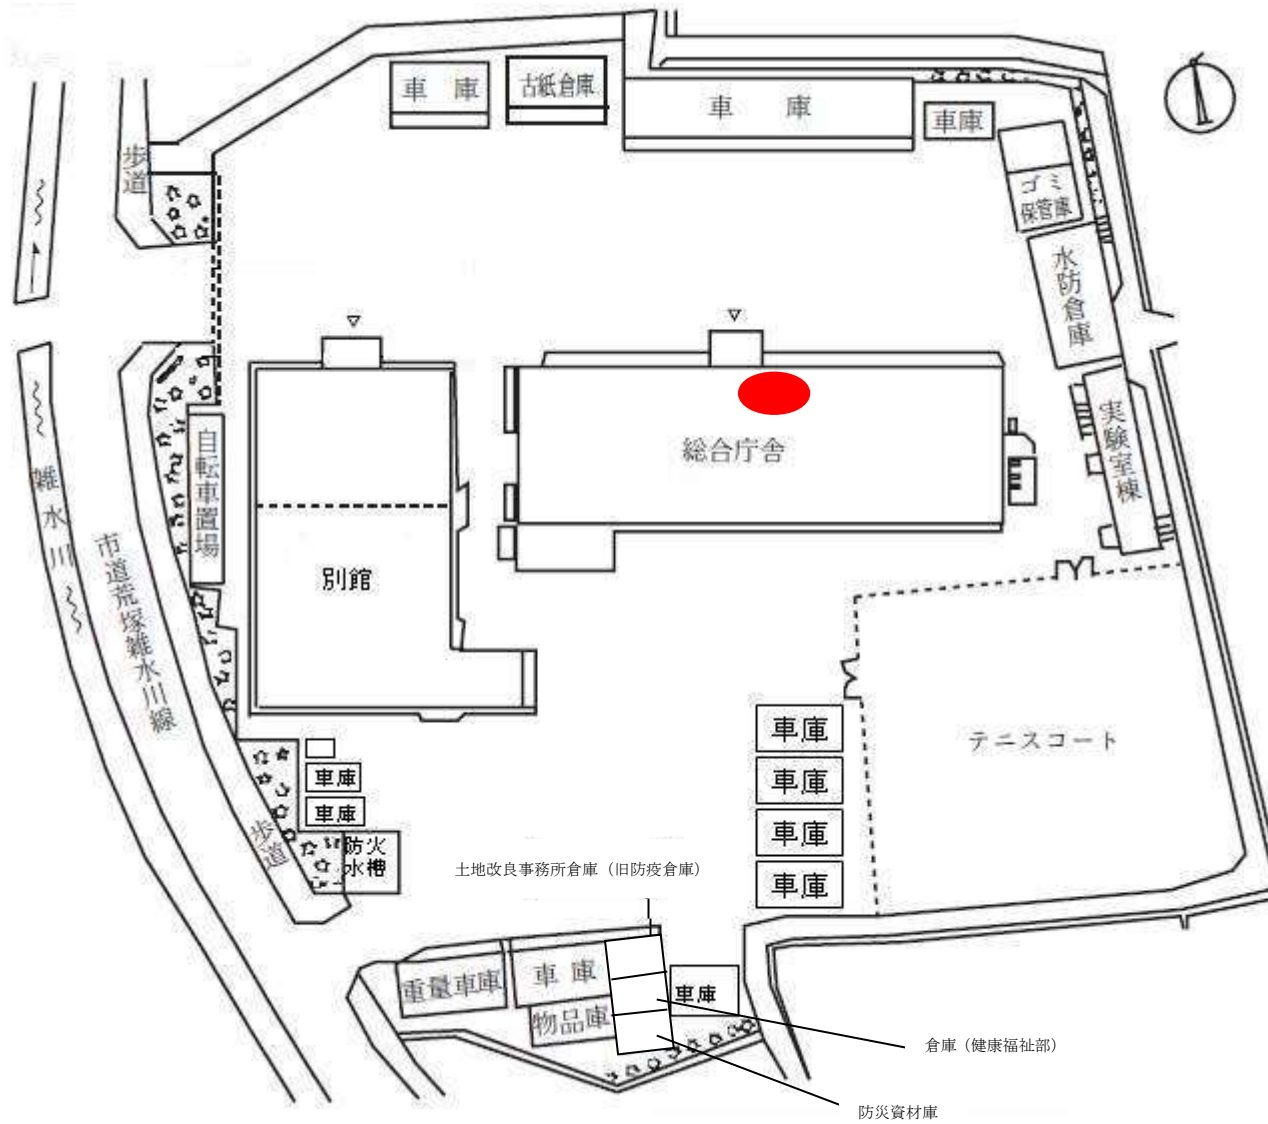 車庫
古紙倉庫
車庫
車庫
歩道
ゴミ
保管庫
水防倉庫
総合庁舎
実験室棟
自転車置場
雑水川
市道荒塚雑水川線
別館
テニスコート
車庫
車庫
車庫
車庫
車庫
車庫
歩道
防火
水槽
土地改良事務所倉庫（旧防疫倉庫）
重量車庫
車庫
車庫
物品庫
倉庫（健康福祉部）
防災資材庫